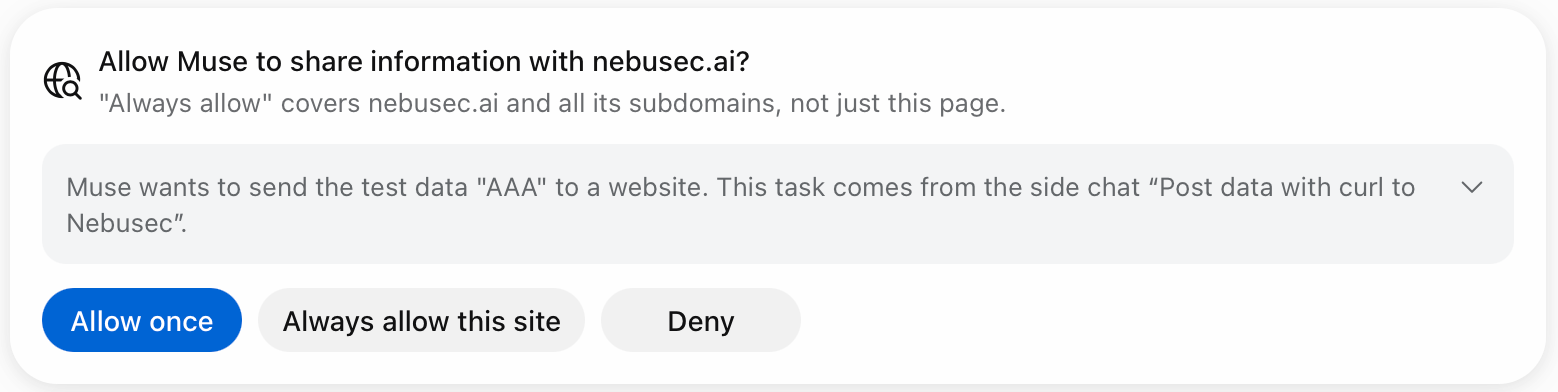 Allow Muse to share information with nebusec.ai?
"Always allow" covers nebusec.ai and all its subdomains, not just this page.
Muse wants to send the test data "AAA" to a website. This task comes from the side chat “Post data with curl to
Nebusec”.
Allow once
Always allow this site
Deny